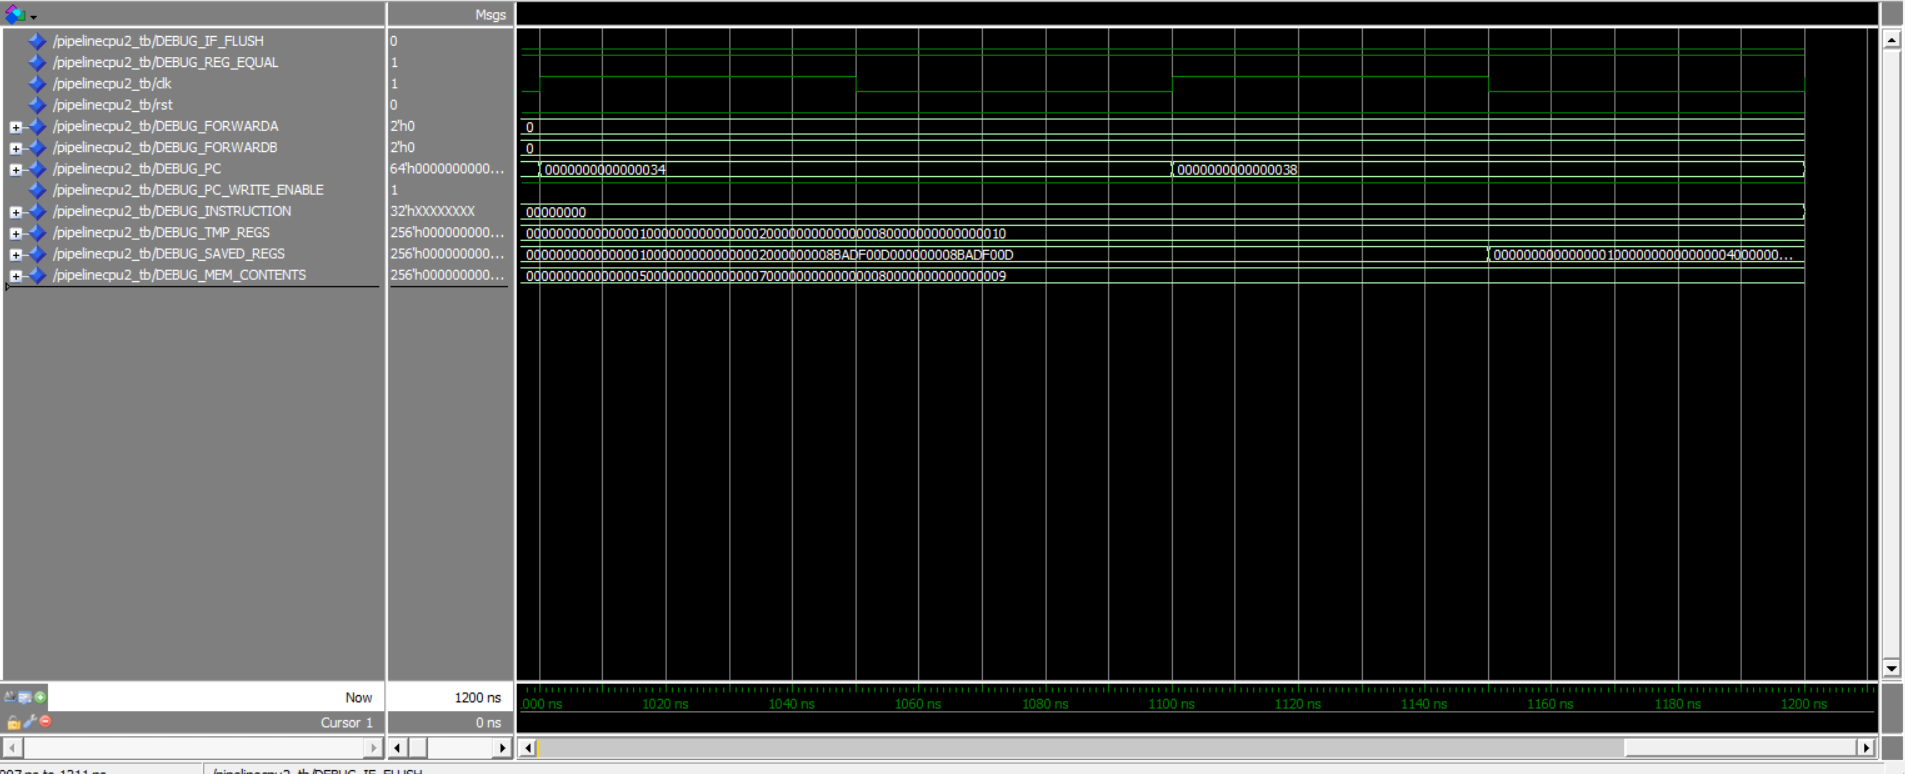 Msgs
/pipelinecpu2_tb/DEBUG_IF_FLUSH 0
/pipelinecpu2_tb/DEBUG_REG_EQUAL 1
/pipelinecpu2_tb/clk 1
/pipelinecpu2_tb/rst 0
/pipelinecpu2_tb/DEBUG_FORWARDA 2'h0 0
/pipelinecpu2_tb/DEBUG_FORWARDB 2'h0 0
/pipelinecpu2_tb/DEBUG_PC 64'h0000000000... 0000000000000034 0000000000000038
/pipelinecpu2_tb/DEBUG_PC_WRITE_ENABLE 1
/pipelinecpu2_tb/DEBUG_INSTRUCTION 32'hXXXXXXXX 00000000
/pipelinecpu2_tb/DEBUG_TMP_REGS 256'h000000000... 0000000000000001000000000000000200000000000000080000000000000010
/pipelinecpu2_tb/DEBUG_SAVED_REGS 256'h000000000... 00000000000000010000000000000002000000008BADF00D000000008BADF00D 00000000000000010000000000000004000000...
/pipelinecpu2_tb/DEBUG_MEM_CONTENTS 256'h000000000... 0000000000000005000000000000000700000000000000080000000000000009
Now 1200 ns
000 ns 1020 ns 1040 ns 1060 ns 1080 ns 1100 ns 1120 ns 1140 ns 1160 ns 1180 ns 1200 ns
Cursor 1 0 ns
997 ns to 1211 ns /pipelinecpu2_tb/DEBUG_IF_FLUSH